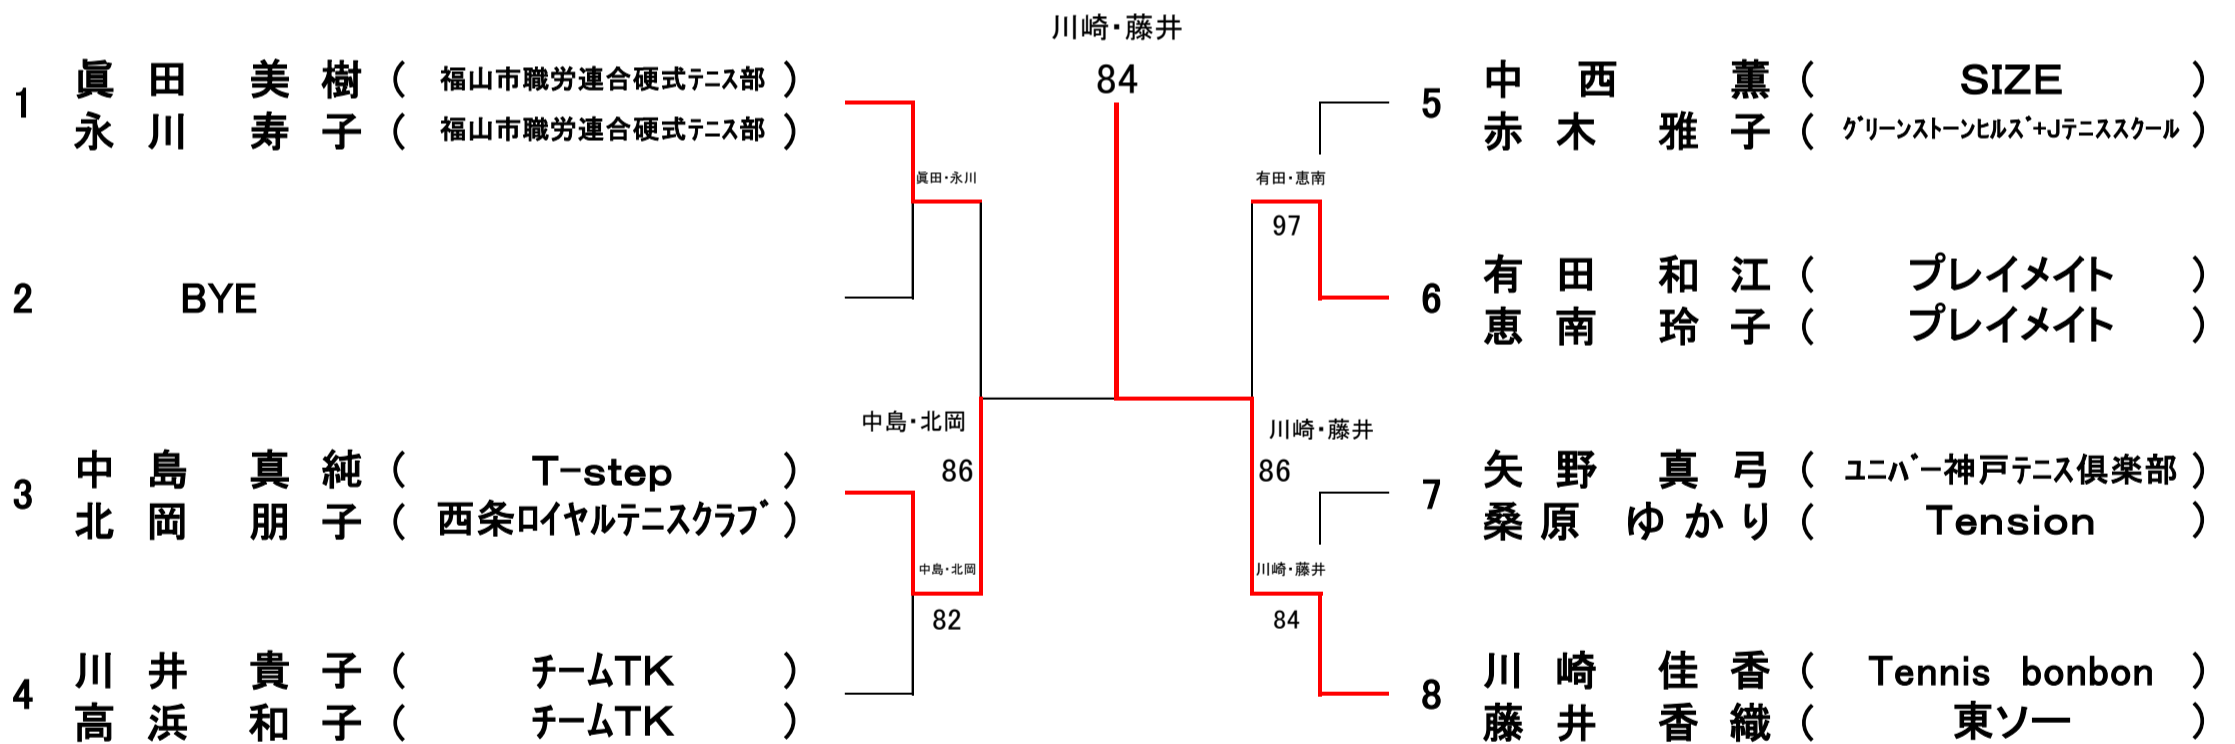 川崎・藤井
84
1 眞田 美樹 ( 福山市職労連合硬式テニス部 )
永川 寿子 ( 福山市職労連合硬式テニス部 )
眞田・永川
2 BYE
中島・北岡
86
3 中島 真純 ( T-step )
北岡 朋子 ( 西条ロイヤルテニスクラブ )
中島・北岡
82
4 川井 貴子 ( チームTK )
高浜 和子 ( チームTK )
5 中西 薫 ( SIZE )
赤木 雅子 ( グリーンストーンヒルズ+Jテニススクール )
有田・恵南
97
6 有田 和江 ( プレイメイト )
恵南 玲子 ( プレイメイト )
川崎・藤井
86
7 矢野 真弓 ( ユニバー神戸テニス倶楽部 )
桑原 ゆかり ( Tension )
川崎・藤井
84
8 川崎 佳香 ( Tennis bonbon )
藤井 香織 ( 東ソー )